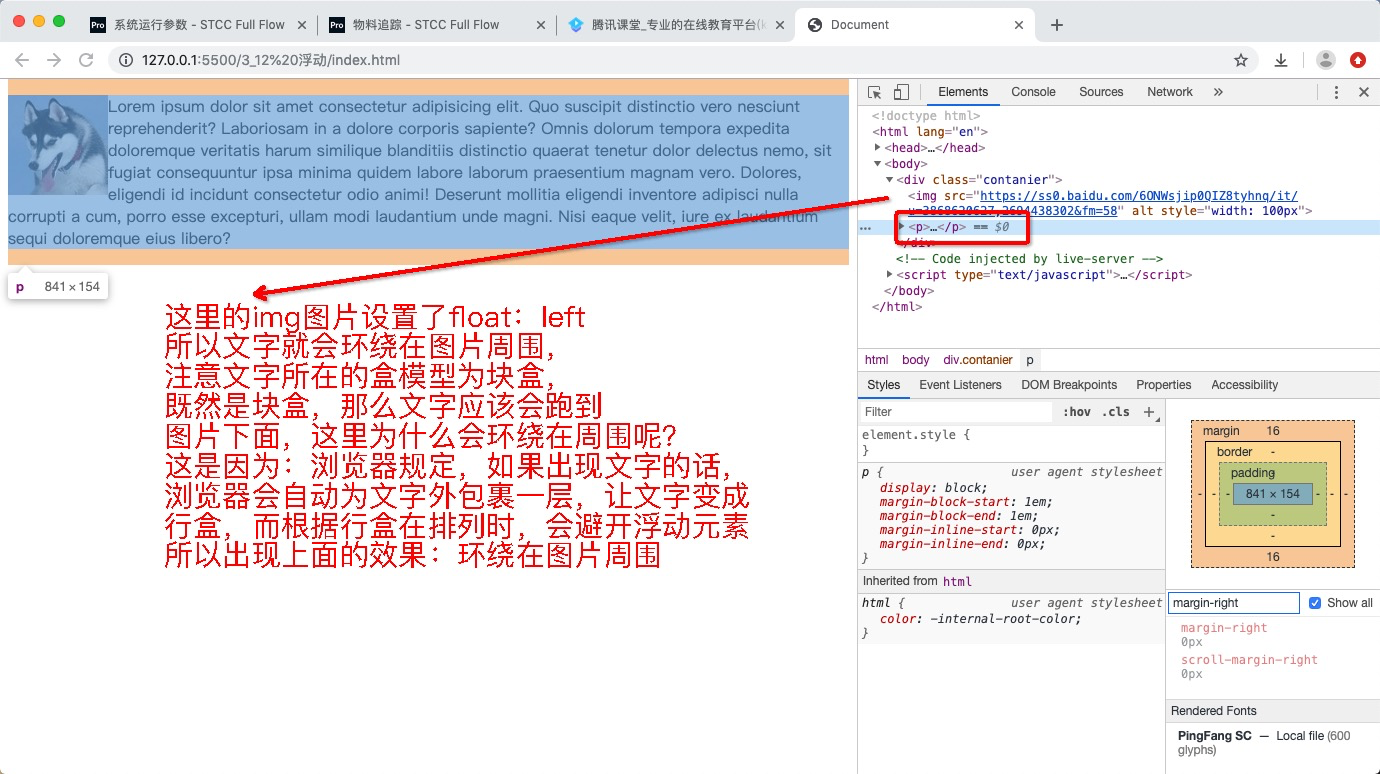 系统运行参数 - STCC Full Flow
物料追踪 - STCC Full Flow
腾讯课堂_专业的在线教育平台(k
Document
127.0.0.1:5500/3_12%20浮动/index.html
Lorem ipsum dolor sit amet consectetur adipisicing elit. Quo suscipit distinctio vero nesciunt
reprehenderit? Laboriosam in a dolore corporis sapiente? Omnis dolorum tempora expedita
doloremque veritatis harum similique blanditiis distinctio quaerat tenetur dolor delectus nemo, sit
fugiat consequuntur ipsa minima quidem labore laborum praesentium magnam vero. Dolores,
eligendi id incidunt consectetur odio animi! Deserunt mollitia eligendi inventore adipisci nulla
corrupti a cum, porro esse excepturi, ullam modi laudantium unde magni. Nisi eaque velit, iure ex laudantium
sequi doloremque eius libero?
p 841 × 154
这里的img图片设置了float：left
所以文字就会环绕在图片周围，
注意文字所在的盒模型为块盒，
既然是块盒，那么文字应该会跑到
图片下面，这里为什么会环绕在周围呢？
这是因为：浏览器规定，如果出现文字的话，
浏览器会自动为文字外包裹一层，让文字变成
行盒，而根据行盒在排列时，会避开浮动元素
所以出现上面的效果：环绕在图片周围
Elements Console Sources Network »
<!doctype html>
<html lang="en">
<head>…</head>
<body>
<div class="contanier">
<img src="https://ss0.baidu.com/6ONWsjip0QIZ8tyhnq/it/
u=3868620627,2694438302&fm=58" alt style="width: 100px">
<p>…</p> == $0
</div>
<!-- Code injected by live-server -->
<script type="text/javascript">…</script>
</body>
</html>
html body div.contanier p
Styles Event Listeners DOM Breakpoints Properties Accessibility
Filter :hov .cls +
element.style {
}
p { user agent stylesheet
display: block;
margin-block-start: 1em;
margin-block-end: 1em;
margin-inline-start: 0px;
margin-inline-end: 0px;
}
Inherited from html
html { user agent stylesheet
color: -internal-root-color;
}
margin 16
border -
padding -
- - - 841 × 154 - - -
-
-
16
margin-right Show all
margin-right
0px
scroll-margin-right
0px
Rendered Fonts
PingFang SC — Local file (600
glyphs)